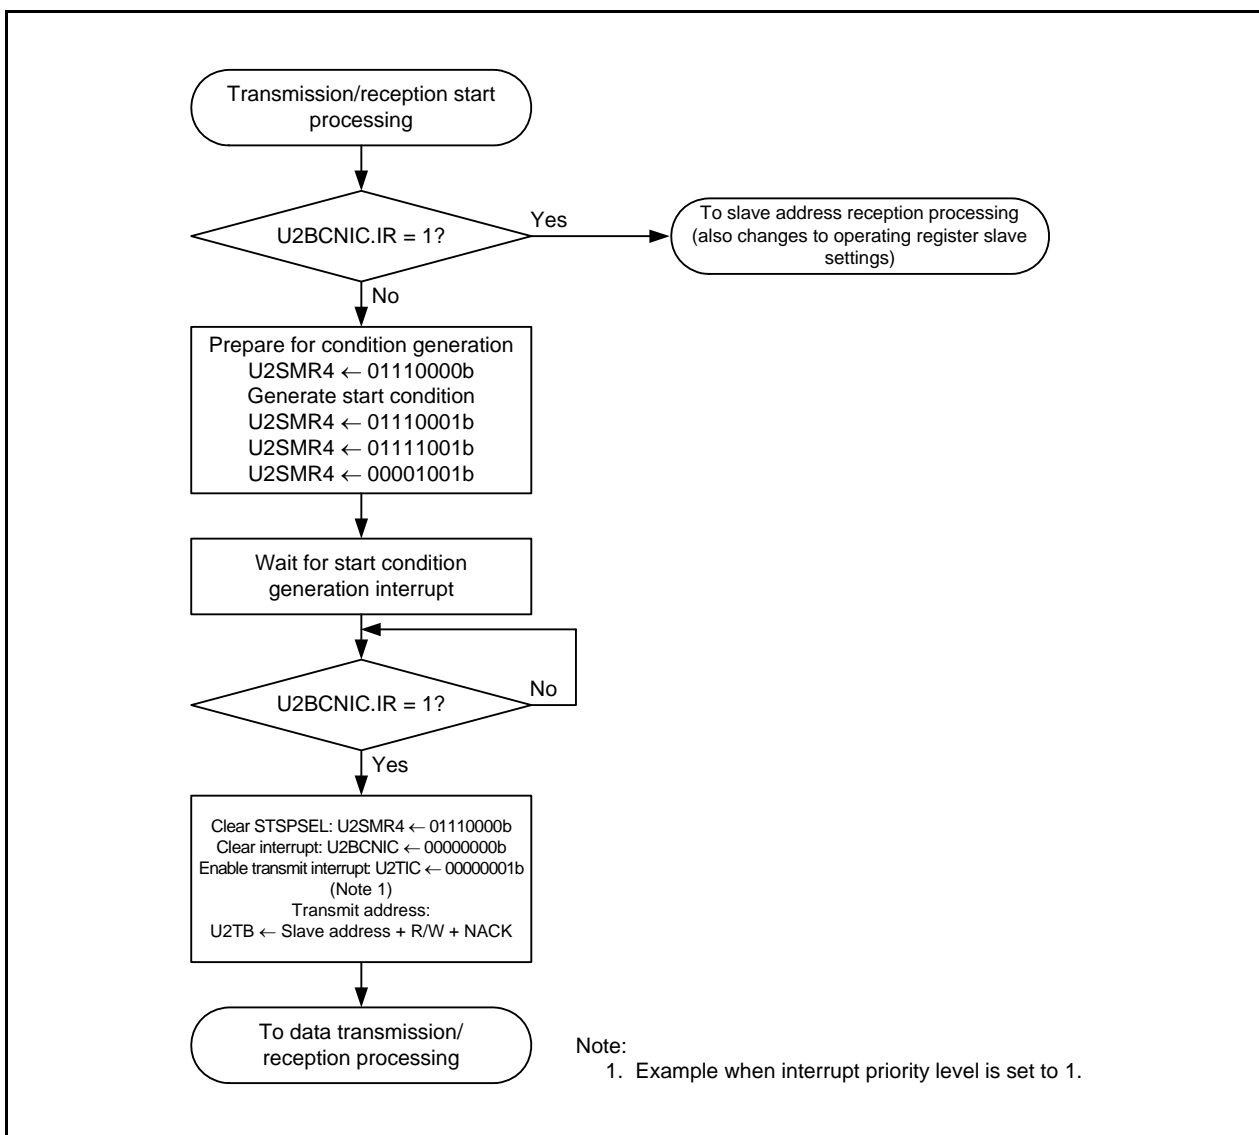 Transmission/reception start
processing
U2BCNIC.IR = 1?
Yes
To slave address reception processing
(also changes to operating register slave
settings)
No
Prepare for condition generation
U2SMR4 ← 01110000b
Generate start condition
U2SMR4 ← 01110001b
U2SMR4 ← 01111001b
U2SMR4 ← 00001001b
Wait for start condition
generation interrupt
U2BCNIC.IR = 1?
No
Yes
Clear STSPSEL: U2SMR4 ← 01110000b
Clear interrupt: U2BCNIC ← 00000000b
Enable transmit interrupt: U2TIC ← 00000001b
(Note 1)
Transmit address:
U2TB ← Slave address + R/W + NACK
To data transmission/
reception processing
Note:
1. Example when interrupt priority level is set to 1.